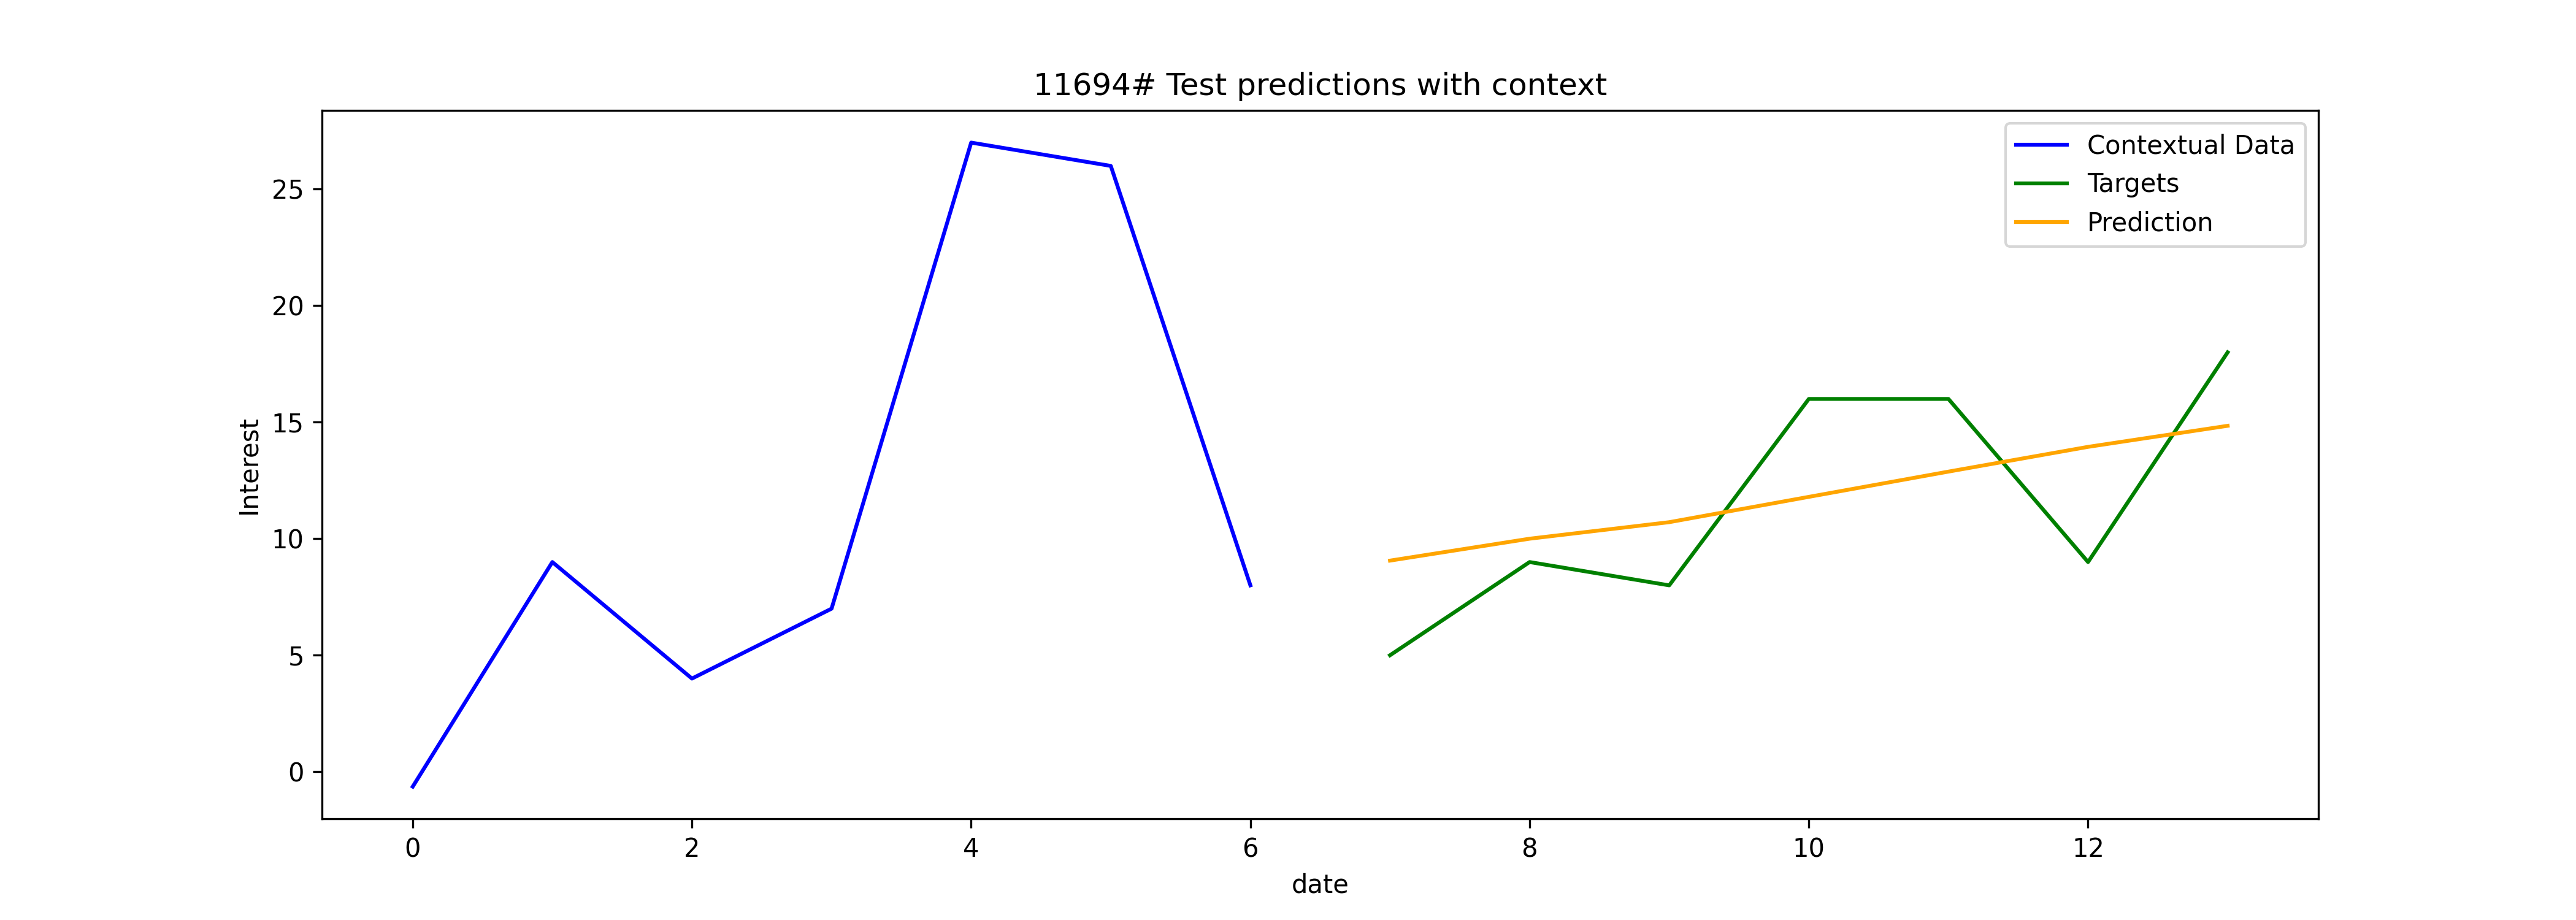 11694# Test predictions with context
Contextual Data
Targets
Prediction
Interest
25
20
15
10
5
0
0 2 4 6 8 10 12
date